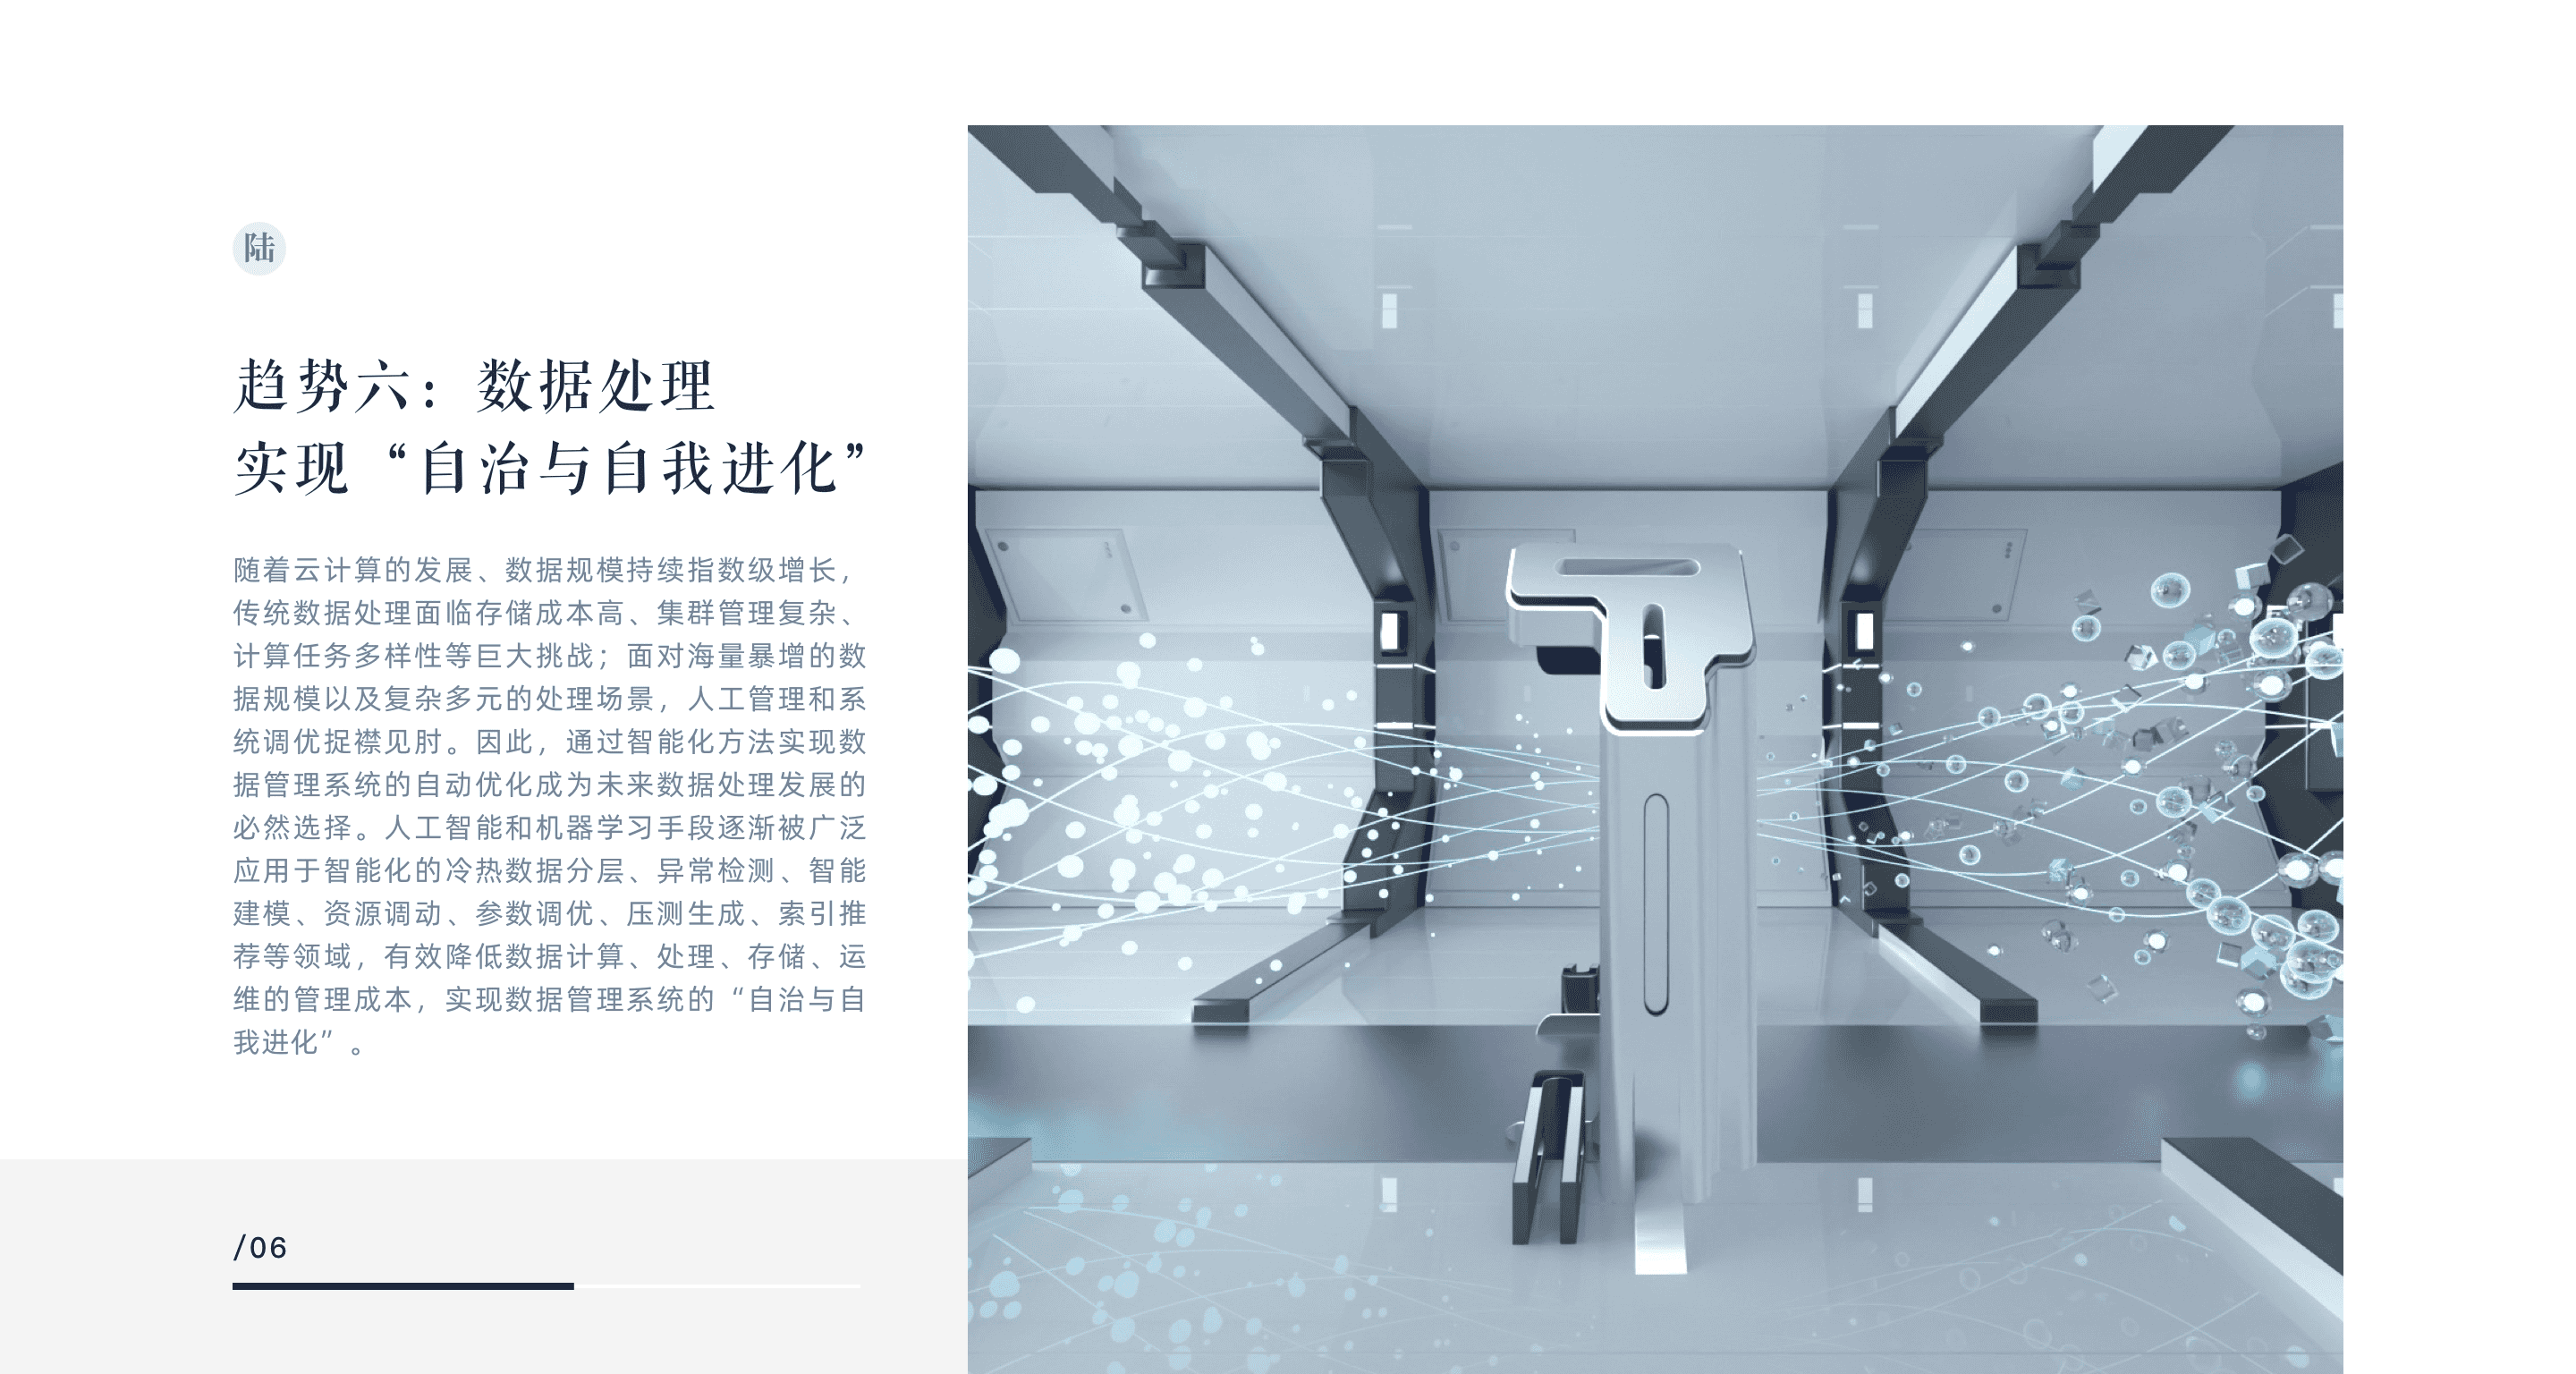 陆
趋势六：数据处理
实现“自治与自我进化”
随着云计算的发展、数据规模持续指数级增长，
传统数据处理面临存储成本高、集群管理复杂、
计算任务多样性等巨大挑战；面对海量暴增的数
据规模以及复杂多元的处理场景，人工管理和系
统调优捉襟见肘。因此，通过智能化方法实现数
据管理系统的自动优化成为未来数据处理发展的
必然选择。人工智能和机器学习手段逐渐被广泛
应用于智能化的冷热数据分层、异常检测、智能
建模、资源调动、参数调优、压测生成、索引推
荐等领域，有效降低数据计算、处理、存储、运
维的管理成本，实现数据管理系统的“自治与自
我进化”。
/06